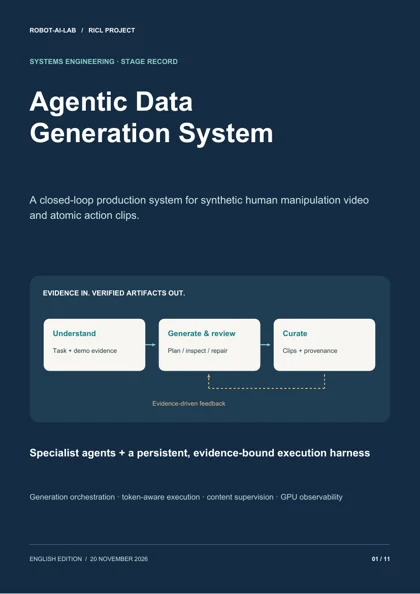 ROBOT-AI-LAB / RICL PROJECT
SYSTEMS ENGINEERING · STAGE RECORD
Agentic Data
Generation System
A closed-loop production system for synthetic human manipulation video
and atomic action clips.
EVIDENCE IN. VERIFIED ARTIFACTS OUT.
Understand
Task + demo evidence
Generate & review
Plan / inspect / repair
Curate
Clips + provenance
Evidence-driven feedback
Specialist agents + a persistent, evidence-bound execution harness
Generation orchestration · token-aware execution · content supervision · GPU observability
ENGLISH EDITION / 20 NOVEMBER 2026
01 / 11